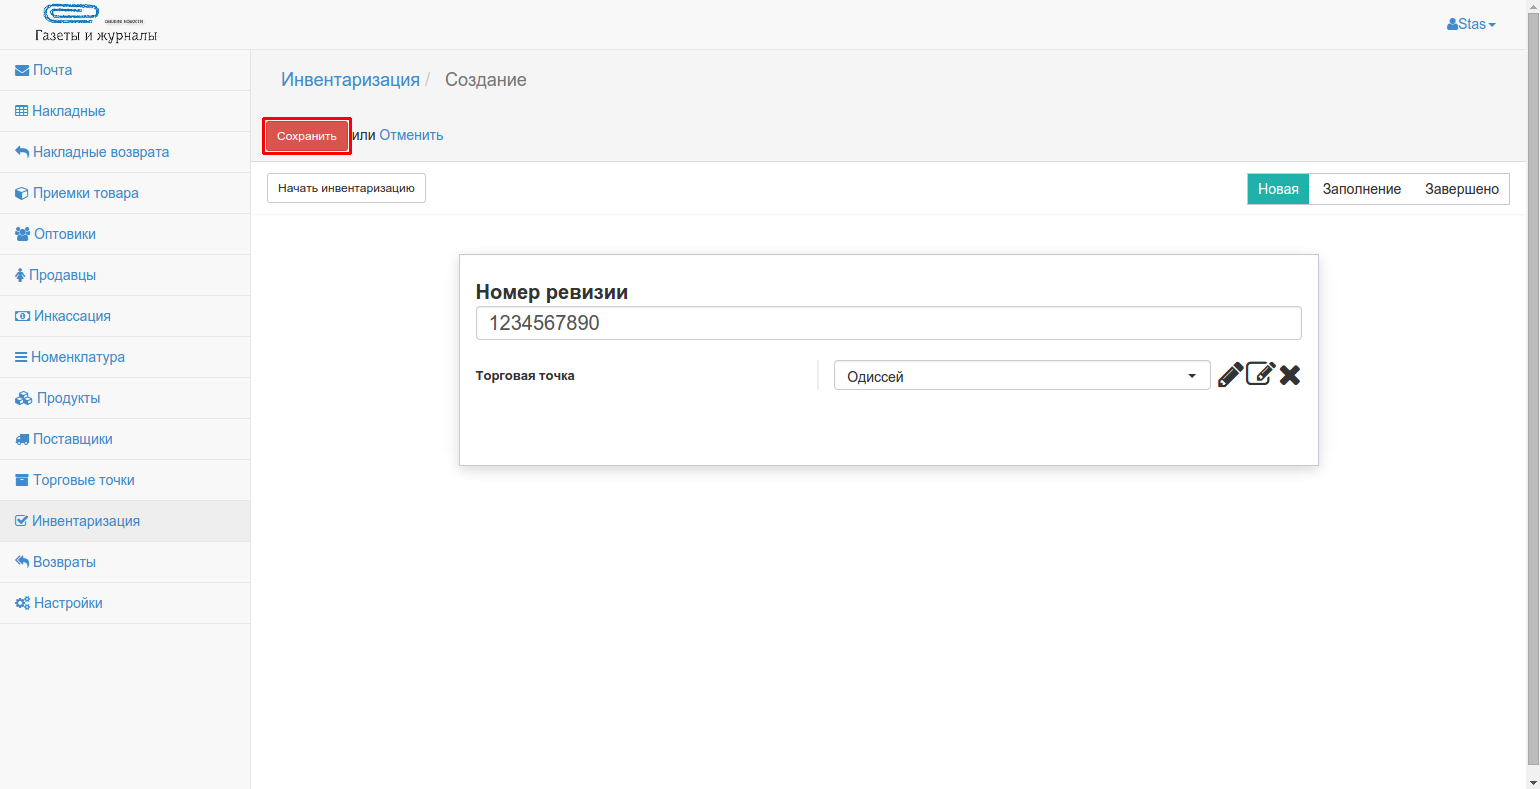 Газеты и журналы
Stas
Почта
Накладные
Накладные возврата
Приемки товара
Оптовики
Продавцы
Инкассация
Номенклатура
Продукты
Поставщики
Торговые точки
Инвентаризация
Возвраты
Настройки
Инвентаризация / Создание
Сохранить или Отменить
Начать инвентаризацию
Новая Заполнение Завершено
Номер ревизии
1234567890
Торговая точка Одиссей